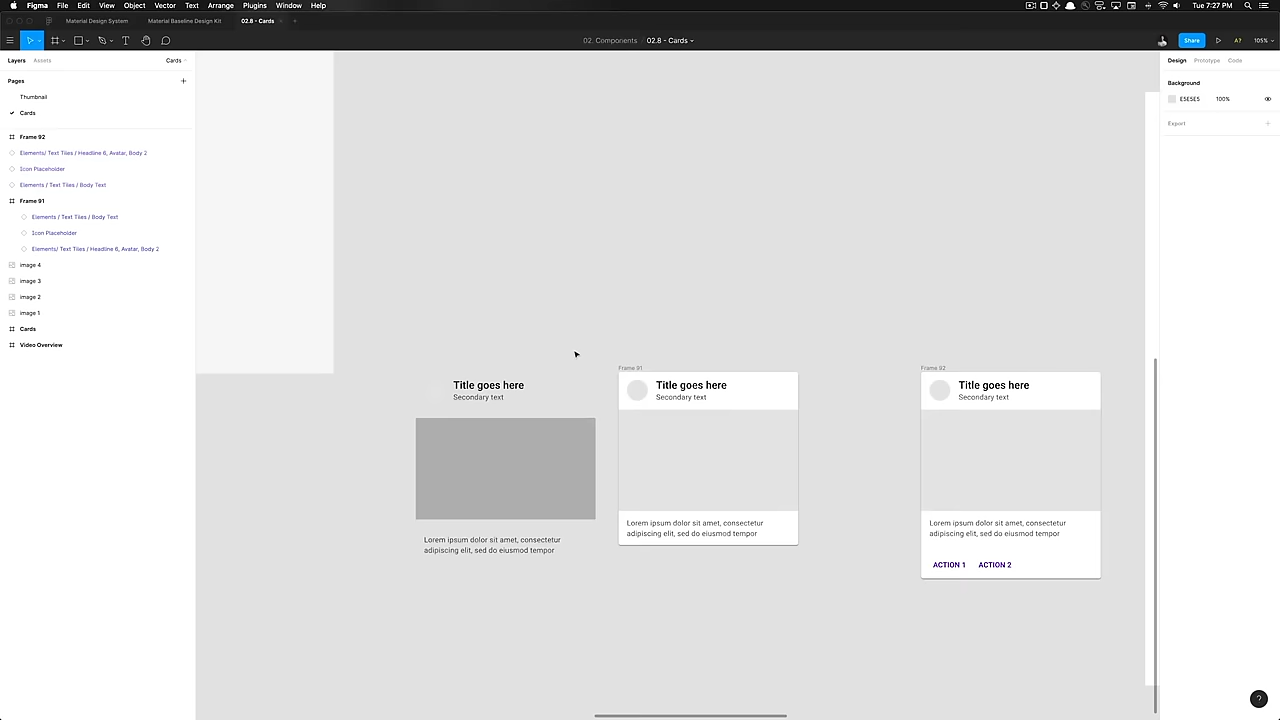 Figma File Edit View Object Vector Text Arrange Plugins Window Help
Tue 7:27 PM
Material Design System
Material Baseline Design Kit
02.8 - Cards
02. Components / 02.8 - Cards
Share
A?
105%
Layers
Assets
Cards
Pages
Thumbnail
Cards
Frame 92
Elements/ Text Tiles / Headline 6, Avatar, Body 2
Icon Placeholder
Elements / Text Tiles / Body Text
Frame 91
Elements / Text Tiles / Body Text
Icon Placeholder
Elements/ Text Tiles / Headline 6, Avatar, Body 2
image 4
image 3
image 2
image 1
Cards
Video Overview
Title goes here
Secondary text
Lorem ipsum dolor sit amet, consectetur
adipiscing elit, sed do eiusmod tempor
Frame 91
Title goes here
Secondary text
Lorem ipsum dolor sit amet, consectetur
adipiscing elit, sed do eiusmod tempor
Frame 92
Title goes here
Secondary text
Lorem ipsum dolor sit amet, consectetur
adipiscing elit, sed do eiusmod tempor
ACTION 1 ACTION 2
Design
Prototype
Code
Background
E5E5E5 100%
Export
?